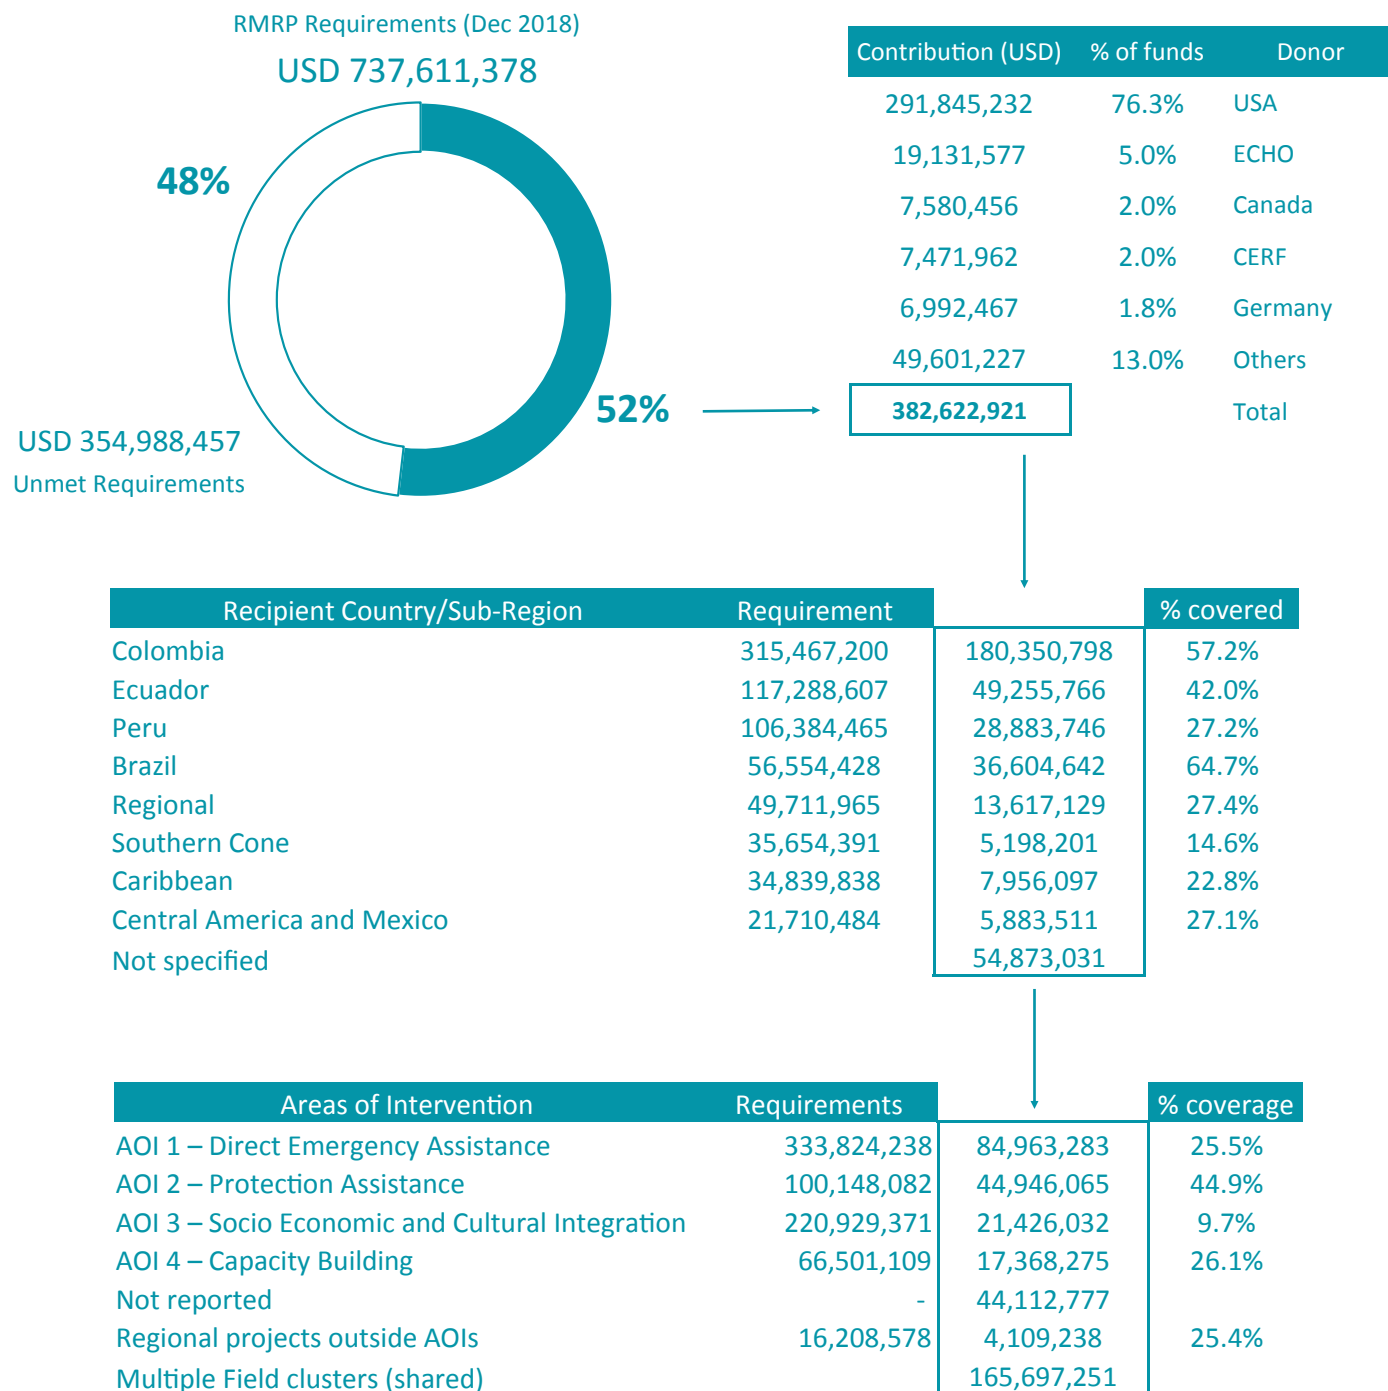 RMRP Requirements (Dec 2018)
USD 737,611,378
48%
52%
USD 354,988,457
Unmet Requirements
Contribution (USD) % of funds Donor
291,845,232 76.3% USA
19,131,577 5.0% ECHO
7,580,456 2.0% Canada
7,471,962 2.0% CERF
6,992,467 1.8% Germany
49,601,227 13.0% Others
382,622,921 Total
Recipient Country/Sub-Region Requirement % covered
Colombia 315,467,200 180,350,798 57.2%
Ecuador 117,288,607 49,255,766 42.0%
Peru 106,384,465 28,883,746 27.2%
Brazil 56,554,428 36,604,642 64.7%
Regional 49,711,965 13,617,129 27.4%
Southern Cone 35,654,391 5,198,201 14.6%
Caribbean 34,839,838 7,956,097 22.8%
Central America and Mexico 21,710,484 5,883,511 27.1%
Not specified 54,873,031
Areas of Intervention Requirements % coverage
AOI 1 – Direct Emergency Assistance 333,824,238 84,963,283 25.5%
AOI 2 – Protection Assistance 100,148,082 44,946,065 44.9%
AOI 3 – Socio Economic and Cultural Integration 220,929,371 21,426,032 9.7%
AOI 4 – Capacity Building 66,501,109 17,368,275 26.1%
Not reported - 44,112,777
Regional projects outside AOIs 16,208,578 4,109,238 25.4%
Multiple Field clusters (shared) 165,697,251